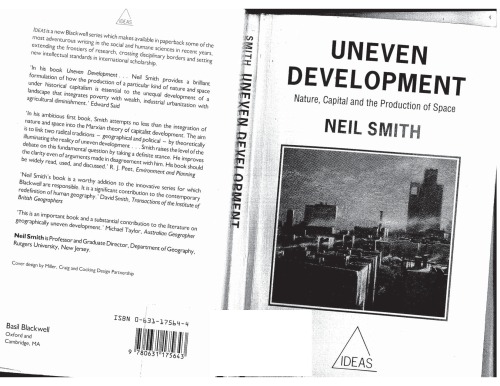 IDEAS
IDEAS is a new Blackwell series which makes available in paperback some of the
most adventurous writing in the social and human sciences in recent years,
extending the frontiers of research, crossing disciplinary borders and setting
new intellectual standards in international scholarship.
'In his book Uneven Development . . . Neil Smith provides a brilliant
formulation of how the production of a particular kind of nature and space
under historical capitalism is essential to the unequal development of a
landscape that integrates poverty with wealth, industrial urbanization with
agricultural diminishment.' Edward Said
'In his ambitious first book, Smith attempts no less than the integration of
nature and space into the Marxian theory of capitalist development. The aim
is to link two radical traditions – geographical and political – by theoretically
illuminating the reality of uneven development . . . Smith raises the level of the
debate on this fundamental question by taking a definite stance. He improves
the clarity even of arguments made in disagreement with him. His book should
be widely read, used, and discussed.' R. J. Peet, Environment and Planning
'Neil Smith's book is a worthy addition to the innovative series for which
Blackwell are responsible. It is a significant contribution to the contemporary
redefinition of human geography.' David Smith, Transactions of the Institute of
British Geographers
'This is an important book and a substantial contribution to the literature on
geographically uneven development.' Michael Taylor, Australian Geographer
Neil Smith is Professor and Graduate Director, Department of Geography,
Rutgers University, New Jersey.
Cover design by Miller, Craig and Cocking Design Partnership
Basil Blackwell
Oxford and
Cambridge, MA
ISBN 0-631-17564-4
9 780631 175643
SMITH UNEVEN DEVELOPMENT
UNEVEN
DEVELOPMENT
Nature, Capital and the Production of Space
NEIL SMITH
IDEAS